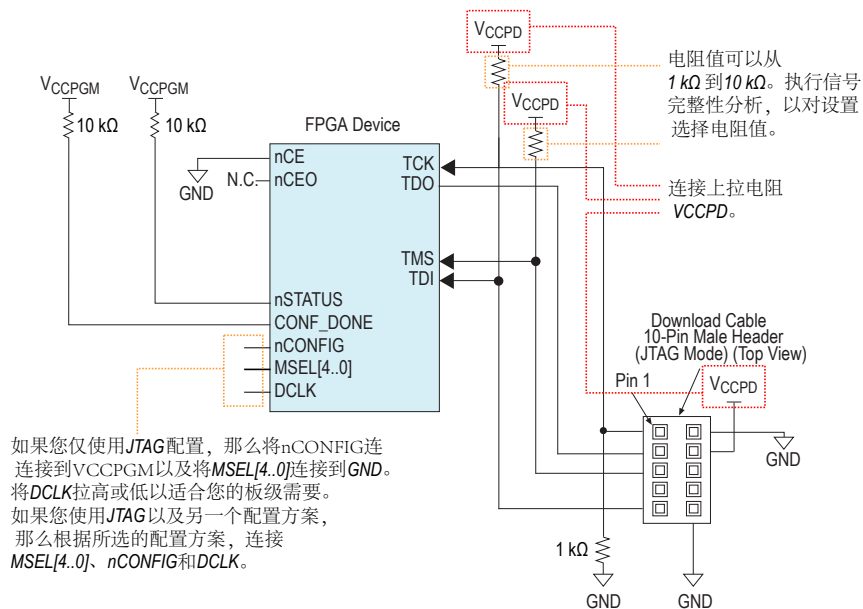 VCCPD
电阻值可以从
1 kΩ 到10 kΩ。执行信号
完整性分析，以对设置
选择电阻值。
VCCPGM
VCCPGM
VCCPD
10 kΩ
10 kΩ
FPGA Device
nCE
TCK
GND
N.C.
nCEO
TDO
连接上拉电阻
VCCPD。
TMS
TDI
nSTATUS
CONF_DONE
nCONFIG
MSEL[4..0]
DCLK
Download Cable
10-Pin Male Header
(JTAG Mode) (Top View)
Pin 1
VCCPD
GND
如果您仅使用JTAG配置，那么将nCONFIG连
连接到VCCPGM以及将MSEL[4..0]连接到GND。
将DCLK拉高或低以适合您的板级需要。
如果您使用JTAG以及另一个配置方案，
那么根据所选的配置方案，连接
MSEL[4..0]、nCONFIG和DCLK。
1 kΩ
GND
GND